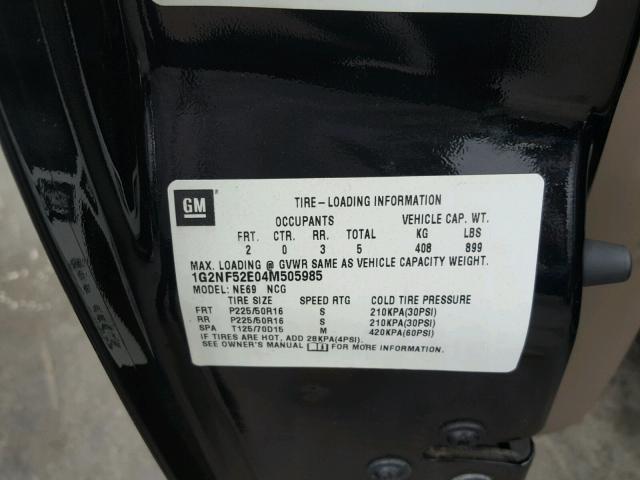 GM
TIRE-LOADING INFORMATION
OCCUPANTS VEHICLE CAP. WT.
FRT. CTR. RR. TOTAL KG LBS
2 0 3 5 408 899
MAX. LOADING @ GVWR SAME AS VEHICLE CAPACITY WEIGHT.
1G2NF52E04M505985
MODEL: NE69 NCG
TIRE SIZE SPEED RTG COLD TIRE PRESSURE
FRT P225/50R16 S 210KPA(30PSI)
RR P225/50R16 S 210KPA(30PSI)
SPA T125/70D15 M 420KPA(60PSI)
IF TIRES ARE HOT, ADD 28KPA(4PSI).
SEE OWNER'S MANUAL FOR MORE INFORMATION.